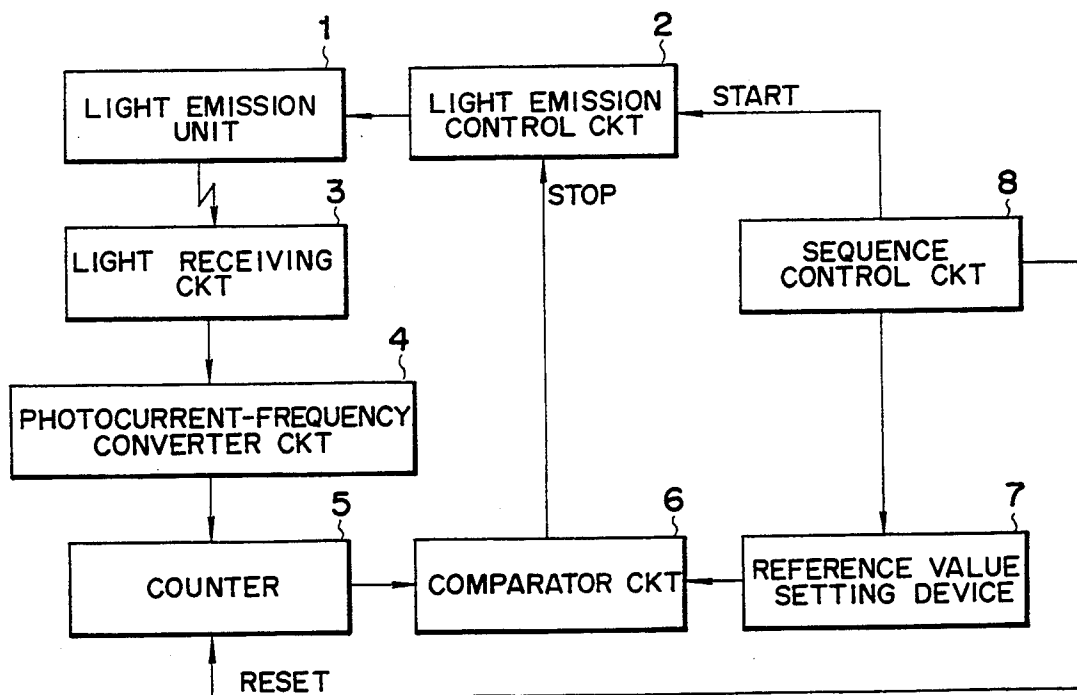 1
LIGHT EMISSION
UNIT
2
LIGHT EMISSION
CONTROL CKT
START
STOP
3
LIGHT RECEIVING
CKT
8
SEQUENCE
CONTROL CKT
4
PHOTOCURRENT-FREQUENCY
CONVERTER CKT
5
COUNTER
6
COMPARATOR CKT
7
REFERENCE VALUE
SETTING DEVICE
RESET